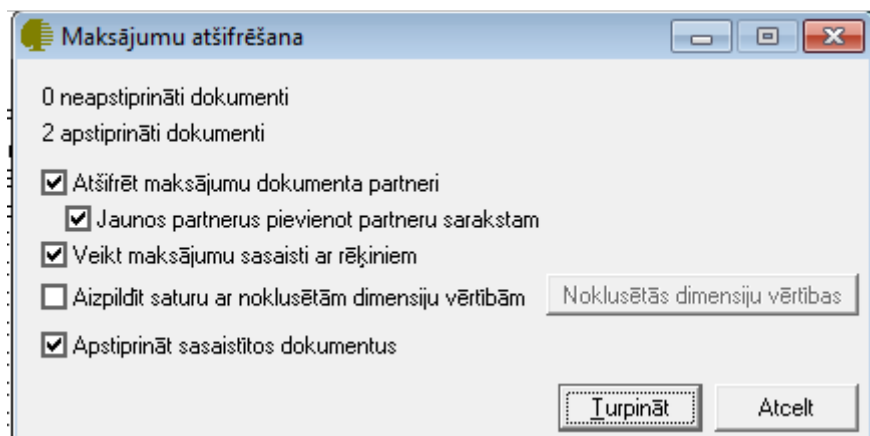 Maksājumu atšifrēšana
0 neapstiprināti dokumenti
2 apstiprināti dokumenti
Atšifrēt maksājumu dokumenta partneri
Jaunos partnerus pievienot partneru sarakstam
Veikt maksājumu sasaisti ar rēķiniem
Aizpildīt saturu ar noklusētām dimensiju vērtībām Noklusētās dimensiju vērtības
Apstiprināt sasaistītos dokumentus
Turpināt Atcelt